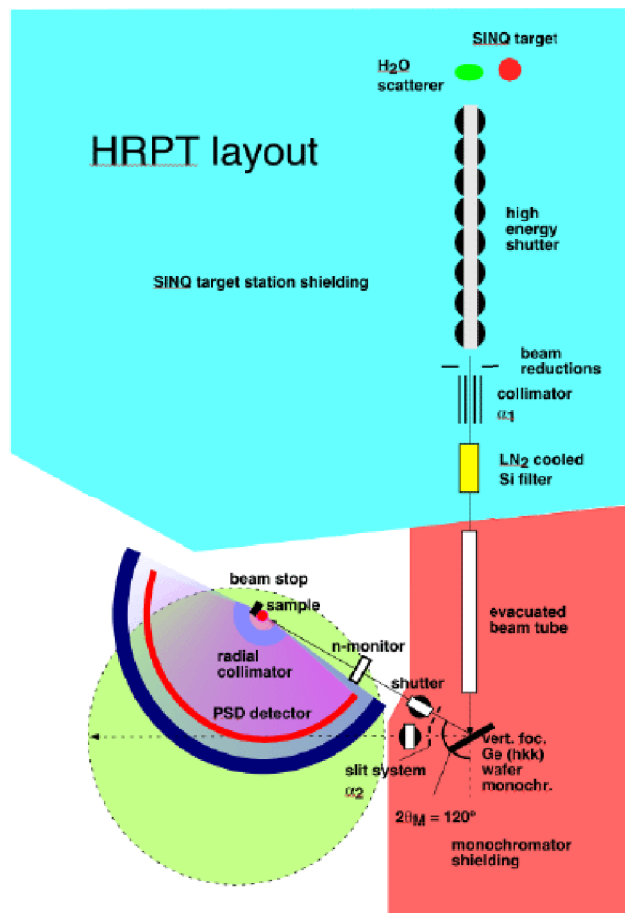 SINQ target
H2O
scatterer
HRPT layout
high
energy
shutter
SINQ target station shielding
beam
reductions
collimator
α1
LN2 cooled
Si filter
beam stop
sample
evacuated
beam tube
n-monitor
radial
collimator
shutter
PSD detector
vert. foc.
Ge (hkk)
wafer
monochr.
slit system
α2
2θM = 120°
monochromator
shielding